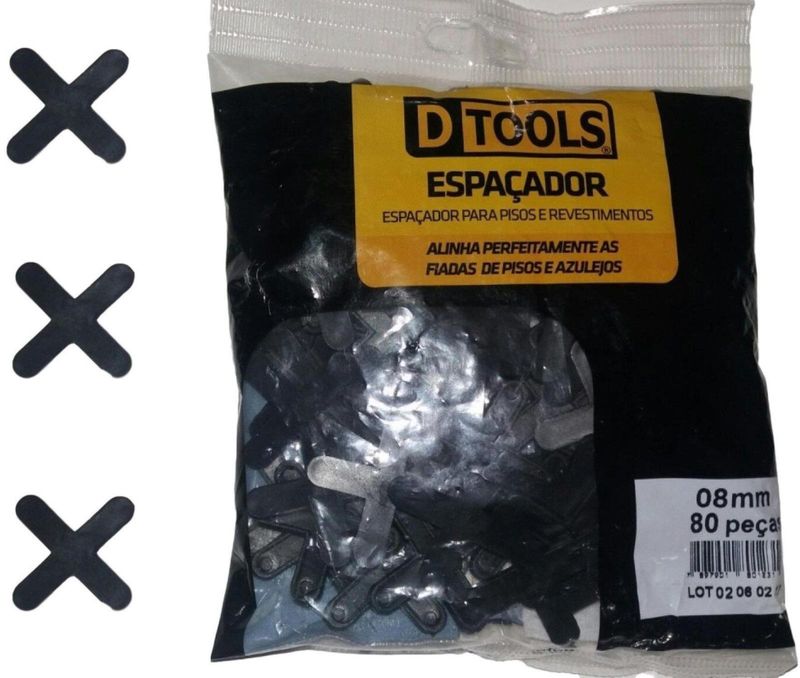 D TOOLS ®
ESPAÇADOR
ESPAÇADOR PARA PISOS E REVESTIMENTOS
ALINHA PERFEITAMENTE AS
FIADAS DE PISOS E AZULEJOS
08mm
80 peças
LOT 02 06 02